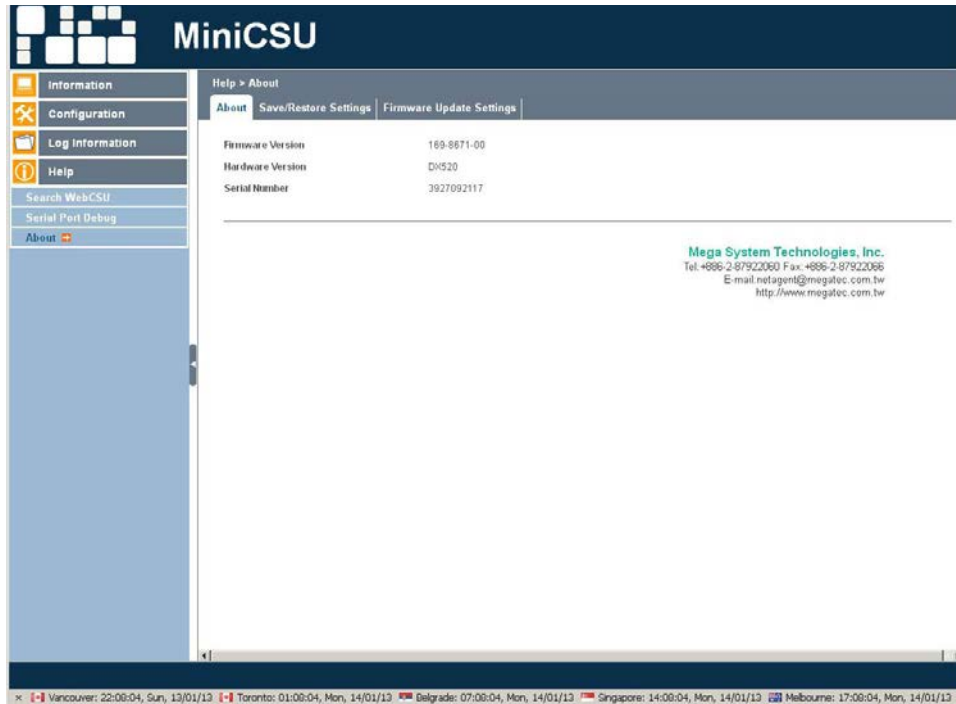 MiniCSU
Information
Configuration
Log Information
Help
Search WebCSU
Serial Port Debug
About
Help > About
About Save/Restore Settings Firmware Update Settings
Firmware Version 169-8671-00
Hardware Version DX520
Serial Number 3927092117
Mega System Technologies, Inc.
Tel:+886-2-87922060 Fax:+886-2-87922066
E-mail:netagent@megatec.com.tw
http://www.megatec.com.tw
Vancouver: 22:08:04, Sun, 13/01/13 Toronto: 01:08:04, Mon, 14/01/13 Belgrade: 07:08:04, Mon, 14/01/13 Singapore: 14:08:04, Mon, 14/01/13 Melbourne: 17:08:04, Mon, 14/01/13